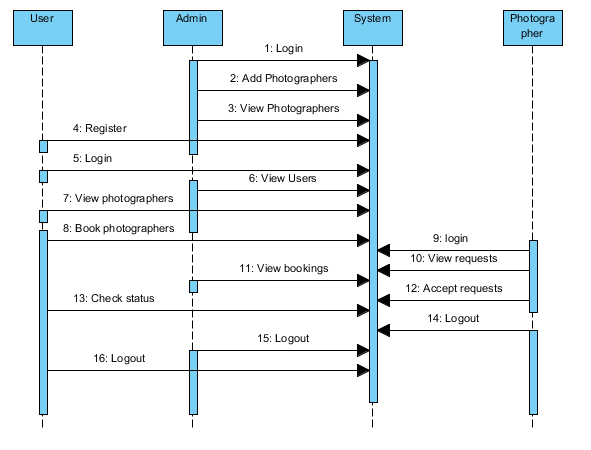 User
Admin
System
Photogra
pher
1: Login
2: Add Photographers
3: View Photographers
4: Register
5: Login
6: View Users
7: View photographers
8: Book photographers
9: login
10: View requests
11: View bookings
12: Accept requests
13: Check status
14: Logout
15: Logout
16: Logout